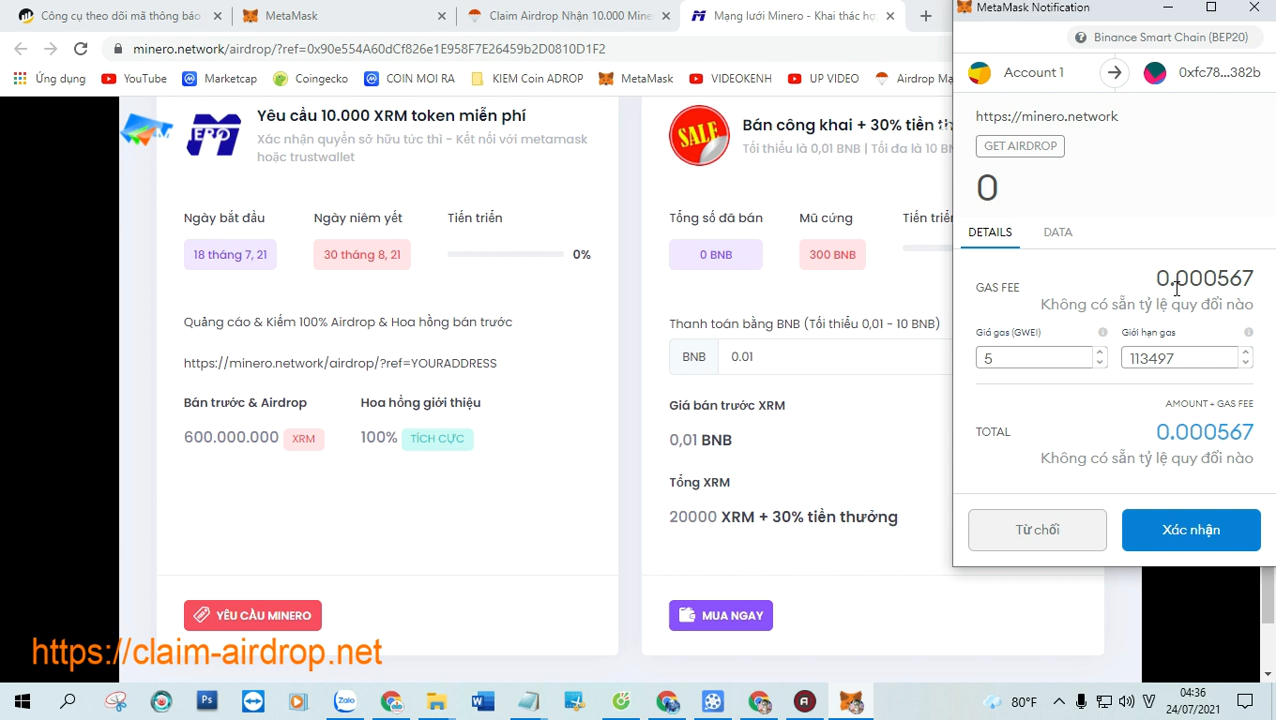 Công cụ theo dõi mã thông báo
MetaMask
Claim Airdrop Nhận 10.000 Mine
Mạng lưới Minero - Khai thác hợ
MetaMask Notification
minero.network/airdrop/?ref=0x90e554A60dCf826e1E958F7E26459b2D0810D1F2
Ứng dụng
YouTube
Marketcap
Coingecko
COIN MOI RA
KIEM Coin ADROP
MetaMask
VIDEOKENH
UP VIDEO
Airdrop Ma
Yêu cầu 10.000 XRM token miễn phí
Xác nhận quyền sở hữu tức thì - Kết nối với metamask
hoặc trustwallet
Ngày bắt đầu
Ngày niêm yết
Tiến triển
18 tháng 7, 21
30 tháng 8, 21
0%
Quảng cáo & Kiếm 100% Airdrop & Hoa hồng bán trước
https://minero.network/airdrop/?ref=YOURADDRESS
Bán trước & Airdrop
Hoa hồng giới thiệu
600.000.000 XRM
100% TÍCH CỰC
YÊU CẦU MINERO
SALE
Bán công khai + 30% tiền th
Tối thiểu là 0,01 BNB | Tối đa là 10 BN
Tổng số đã bán
Mũ cứng
Tiến triể
0 BNB
300 BNB
Thanh toán bằng BNB (Tối thiểu 0,01 - 10 BNB)
BNB
0.01
Giá bán trước XRM
0,01 BNB
Tổng XRM
20000 XRM + 30% tiền thưởng
MUA NGAY
Binance Smart Chain (BEP20)
Account 1
0xfc78...382b
https://minero.network
GET AIRDROP
0
DETAILS
DATA
GAS FEE
0.000567
Không có sẵn tỷ lệ quy đổi nào
Giá gas (GWEI)
Giới hạn gas
5
113497
AMOUNT + GAS FEE
TOTAL
0.000567
Không có sẵn tỷ lệ quy đổi nào
Từ chối
Xác nhận
https://claim-airdrop.net
80°F
04:36
24/07/2021